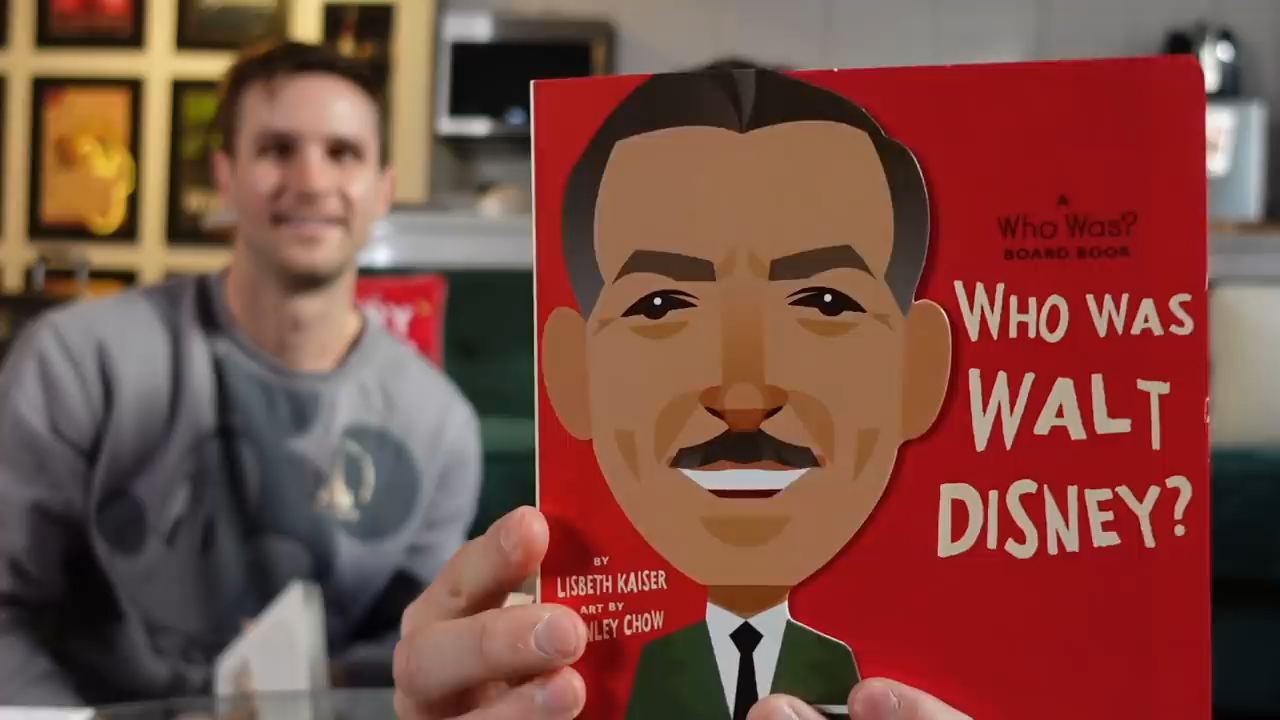 A
Who Was?
BOARD BOOK
WHO WAS
WALT
DISNEY?
BY
LISBETH KAISER
ART BY
NLEY CHOW